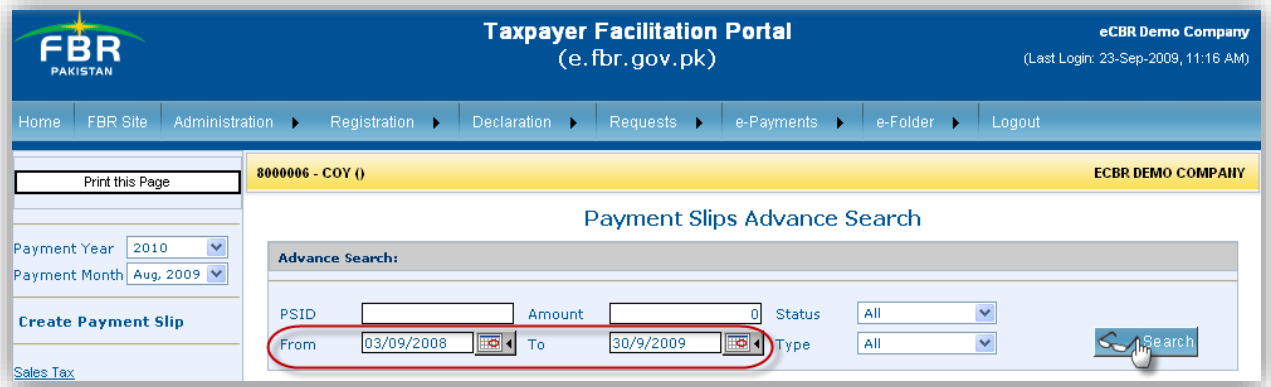 FBR
PAKISTAN
Taxpayer Facilitation Portal
(e.fbr.gov.pk)
eCBR Demo Company
(Last Login: 23-Sep-2009, 11:16 AM)
Home FBR Site Administration Registration Declaration Requests e-Payments e-Folder Logout
Print this Page
8000006 - COY () ECBR DEMO COMPANY
Payment Slips Advance Search
Payment Year 2010
Payment Month Aug, 2009
Create Payment Slip
Sales Tax
Advance Search:
PSID Amount 0 Status All
From 03/09/2008 To 30/9/2009 Type All
Search